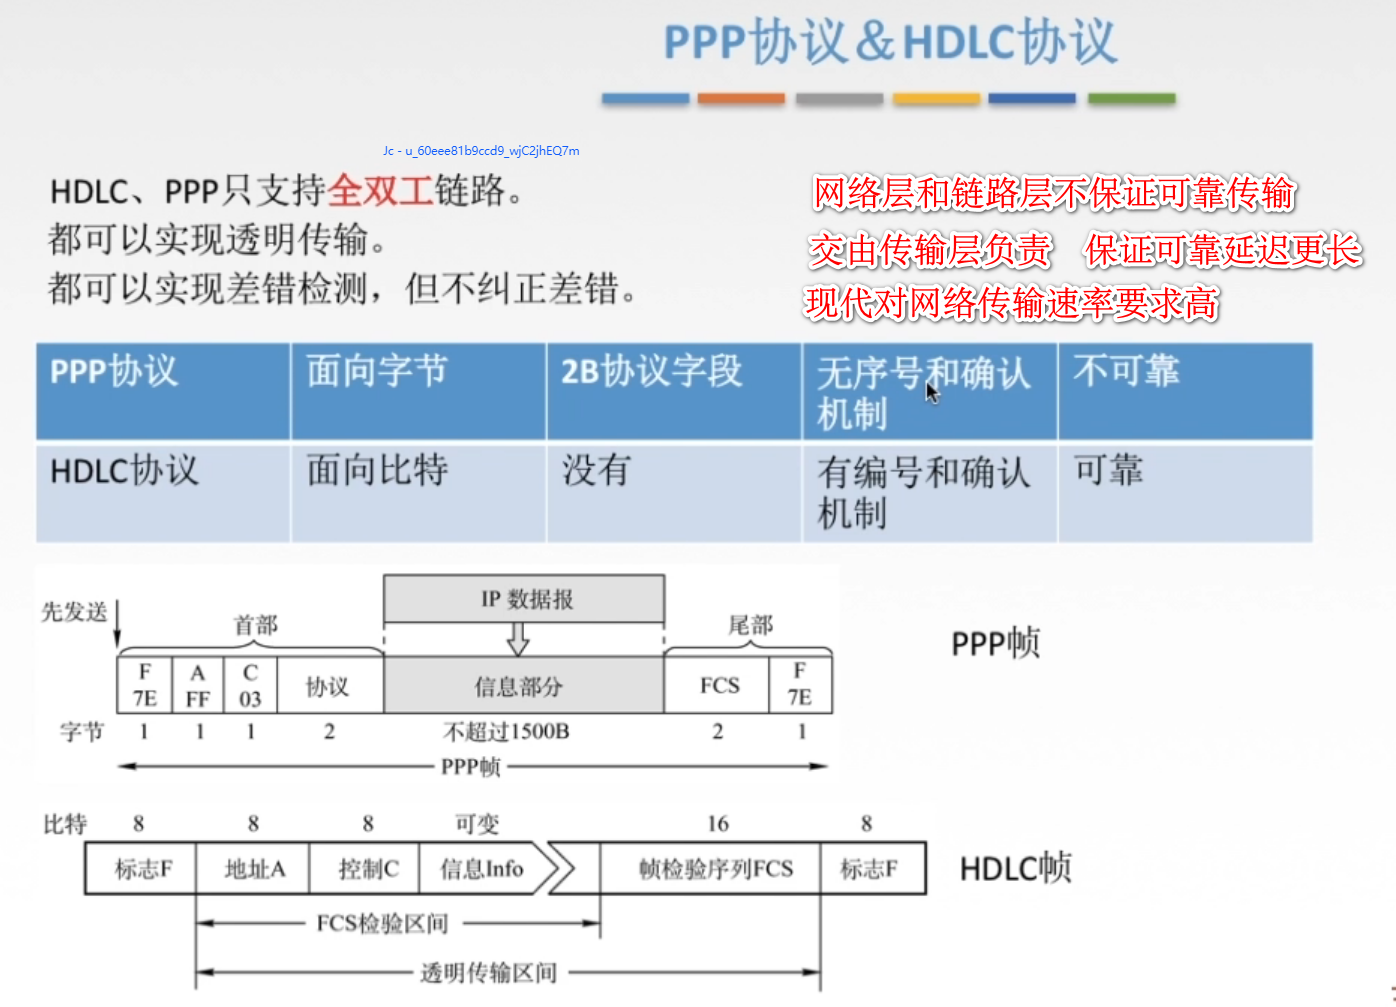 PPP协议＆HDLC协议
Jc - u_60eee81b9ccd9_wjC2jhEQ7m
HDLC、PPP只支持全双工链路。
都可以实现透明传输。
都可以实现差错检测，但不纠正差错。
网络层和链路层不保证可靠传输
交由传输层负责 保证可靠延迟更长
现代对网络传输速率要求高
PPP协议 面向字节 2B协议字段 无序号和确认机制 不可靠
HDLC协议 面向比特 没有 有编号和确认机制 可靠
IP 数据报
先发送
首部 尾部
F 7E A FF C 03 协议 信息部分 FCS F 7E
字节 1 1 1 2 不超过1500B 2 1
PPP帧
PPP帧
比特 8 8 8 可变 16 8
标志F 地址A 控制C 信息Info 帧检验序列FCS 标志F
HDLC帧
FCS检验区间
透明传输区间